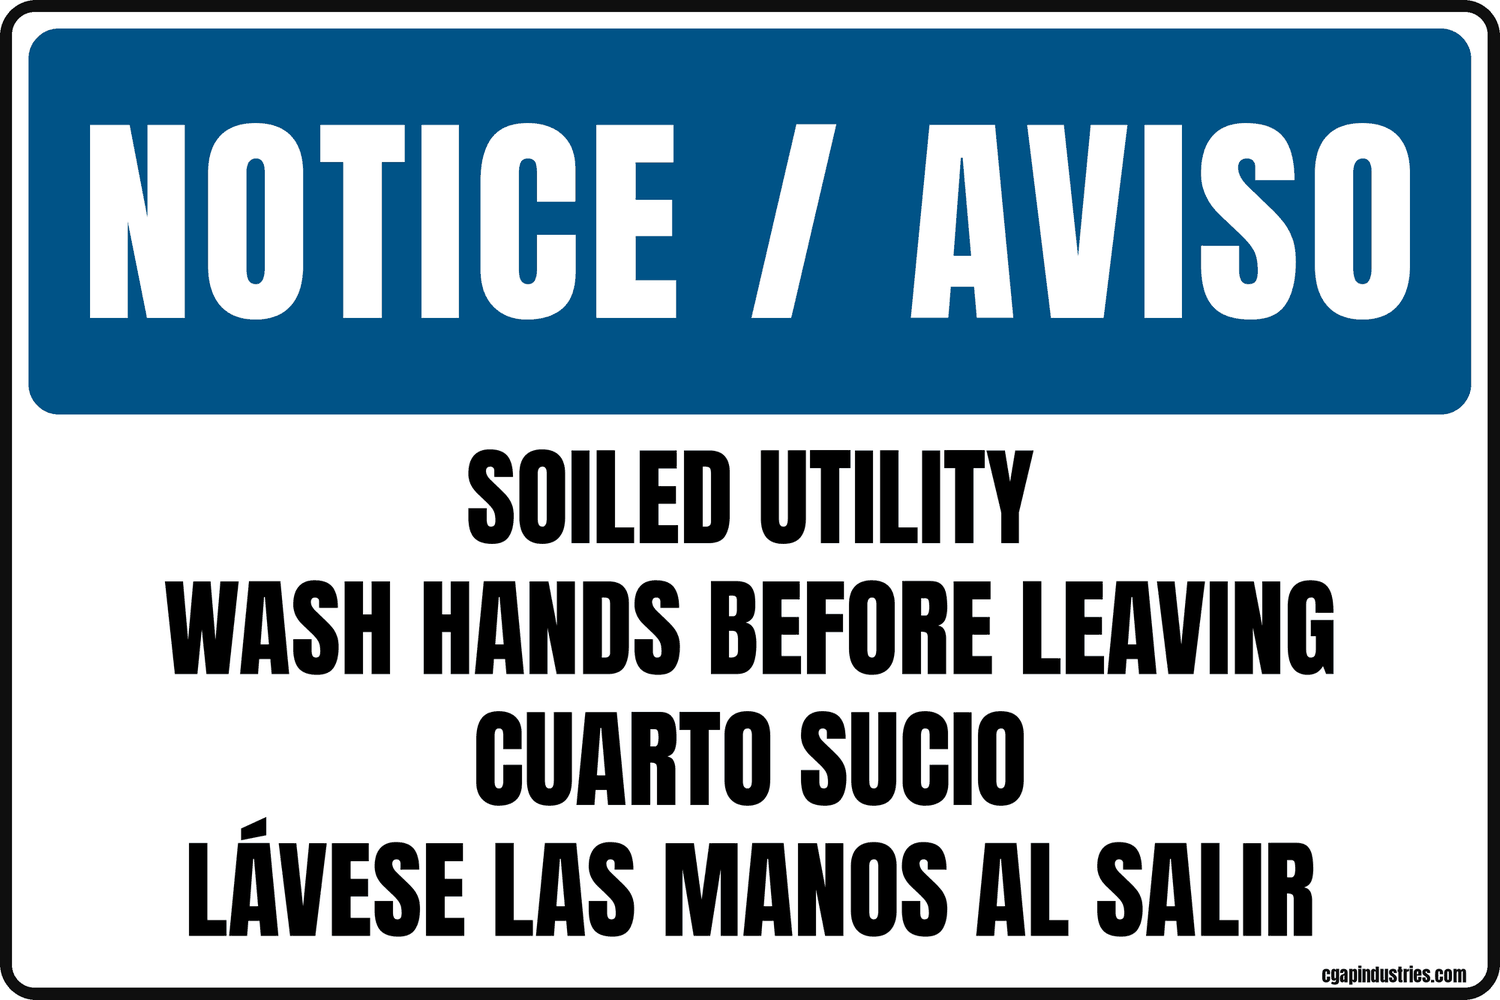 NOTICE / AVISO
SOILED UTILITY
WASH HANDS BEFORE LEAVING
CUARTO SUCIO
LÁVESE LAS MANOS AL SALIR
cgapindustries.com